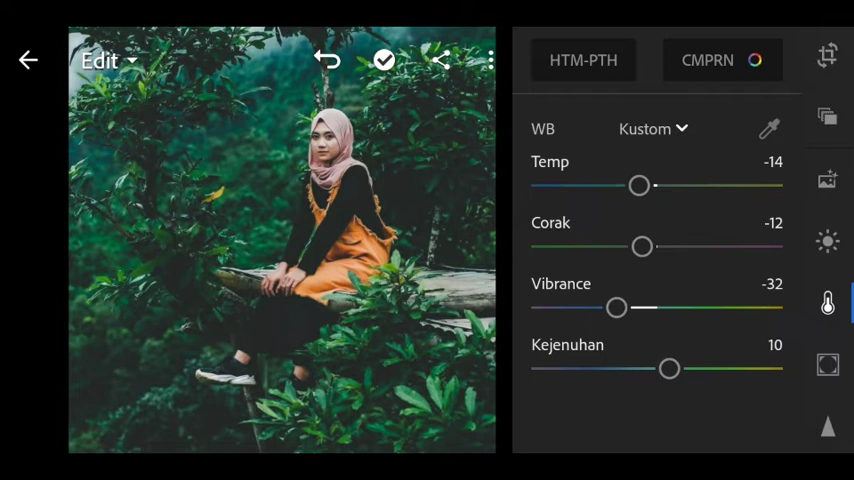 Edit
HTM-PTH
CMPRN
WB
Kustom
Temp
-14
Corak
-12
Vibrance
-32
Kejenuhan
10